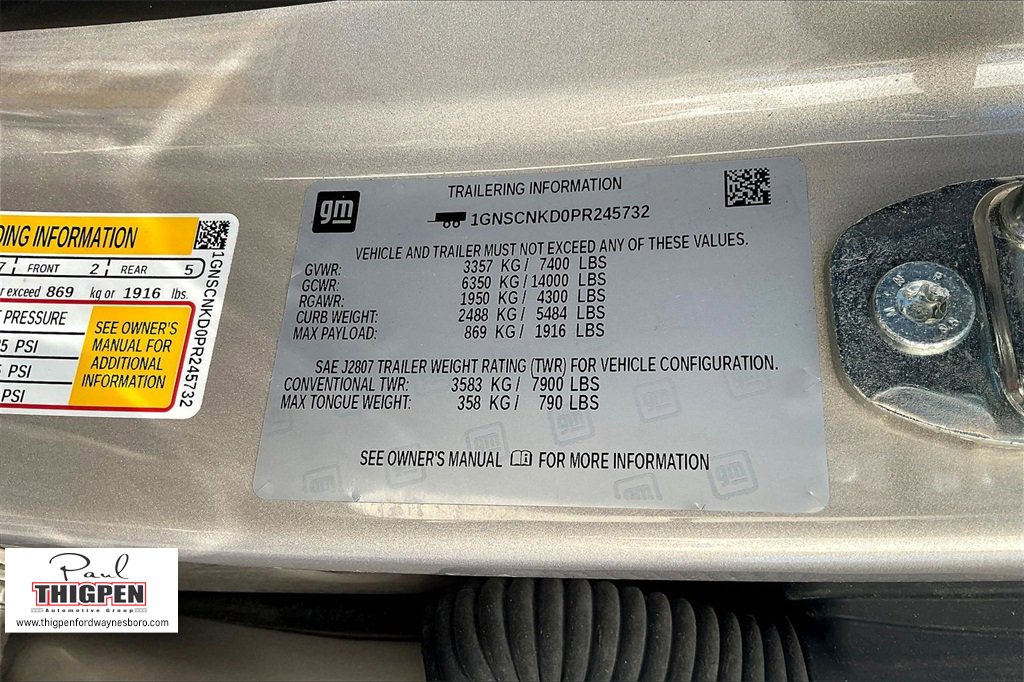 DING INFORMATION
7 FRONT 2 REAR 5
r exceed 869 kg or 1916 lbs.
PRESSURE
5 PSI
PSI
PSI
SEE OWNER'S
MANUAL FOR
ADDITIONAL
INFORMATION
1GNSCNKD0PR245732
gm
TRAILERING INFORMATION
1GNSCNKD0PR245732
VEHICLE AND TRAILER MUST NOT EXCEED ANY OF THESE VALUES.
GVWR: 3357 KG / 7400 LBS
GCWR: 6350 KG / 14000 LBS
RGAWR: 1950 KG / 4300 LBS
CURB WEIGHT: 2488 KG / 5484 LBS
MAX PAYLOAD: 869 KG / 1916 LBS
SAE J2807 TRAILER WEIGHT RATING (TWR) FOR VEHICLE CONFIGURATION.
CONVENTIONAL TWR: 3583 KG / 7900 LBS
MAX TONGUE WEIGHT: 358 KG / 790 LBS
SEE OWNER'S MANUAL FOR MORE INFORMATION
gm
Paul
THIGPEN
Automotive Group
www.thigpenfordwaynesboro.com